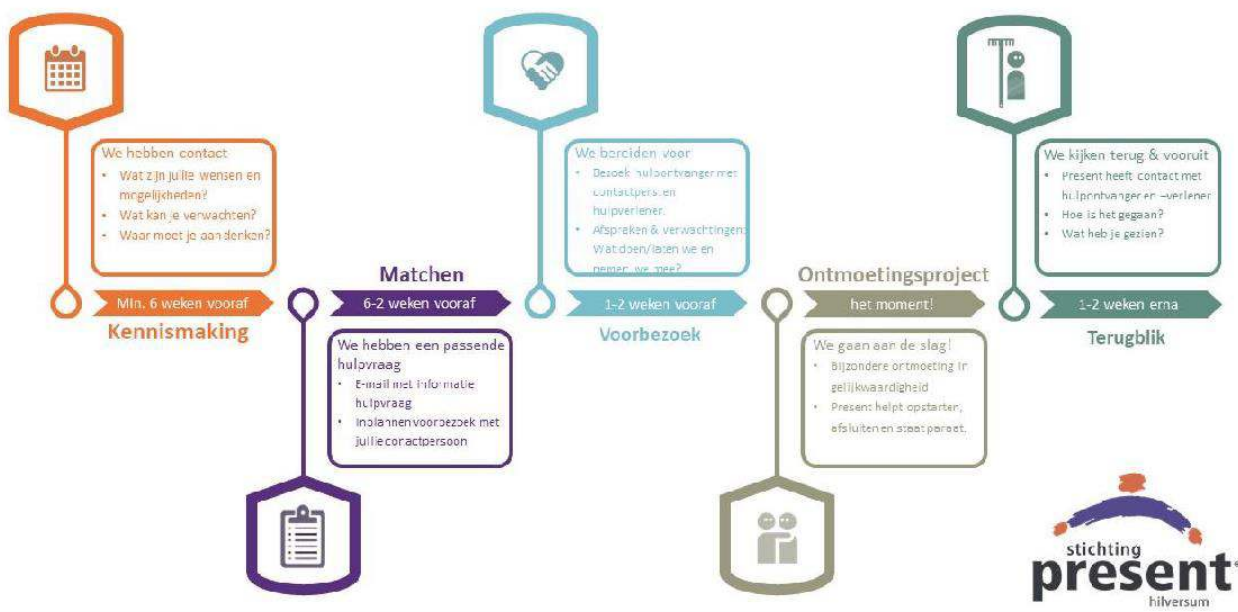 We hebben contact
• Wat zijn jullie wensen en
mogelijkheden?
• Wat kan je verwachten?
• Waar moet je aan denken?
Min. 6 weken vooraf
Kennismaking
Matchen
6-2 weken vooraf
We hebben een passende
hulpvraag
• E-mail met informatie
hulpvraag
• Inplannen voorbezoek met
jullie contactpersoon
We bereiden voor
• Bezoek hulpontvanger met
contactpers. en
hulpverlener.
• Afspreken & verwachtingen:
Wat doen/laten we en
nemen we mee?
1-2 weken vooraf
Voorbezoek
Ontmoetingsproject
het moment!
We gaan aan de slag!
• Bijzondere ontmoeting in
gelijkwaardigheid
• Present helpt opstarten,
afsluiten en staat paraat.
We kijken terug & vooruit
• Present heeft contact met
hulpontvanger en –verlener
• Hoe is het gegaan?
• Wat heb je gezien?
1-2 weken erna
Terugblik
stichting
present
hilversum